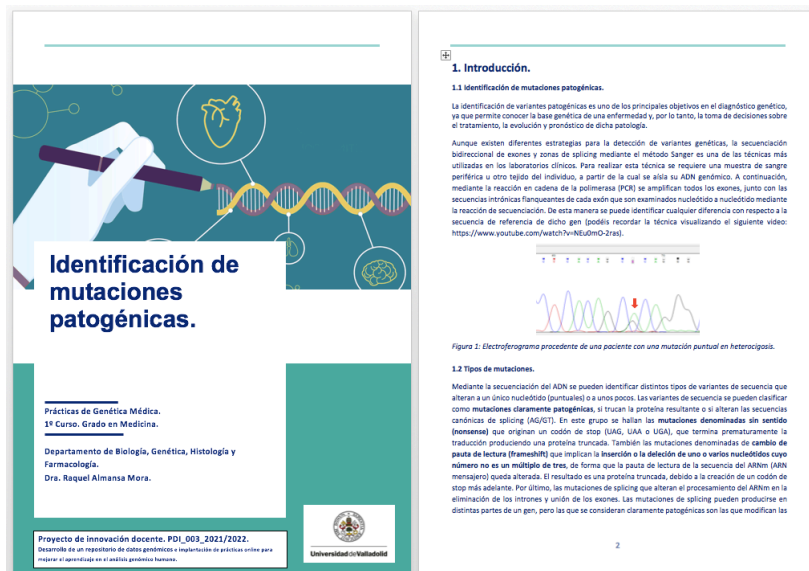 Identificación de
mutaciones
patogénicas.
Prácticas de Genética Médica.
1º Curso. Grado en Medicina.
Departamento de Biología, Genética, Histología y
Farmacología.
Dra. Raquel Almansa Mora.
Proyecto de innovación docente. PDI_003_2021/2022.
Desarrollo de un repositorio de datos genómicos e implantación de prácticas online para
mejorar el aprendizaje en el análisis genómico humano.
Universidad de Valladolid
1. Introducción.
1.1 Identificación de mutaciones patogénicas.
La identificación de variantes patogénicas es uno de los principales objetivos en el diagnóstico genético,
ya que permite conocer la base genética de una enfermedad y, por lo tanto, la toma de decisiones sobre
el tratamiento, la evolución y pronóstico de dicha patología.
Aunque existen diferentes estrategias para la detección de variantes genéticas, la secuenciación
bidireccional de exones y zonas de splicing mediante el método Sanger es una de las técnicas más
utilizadas en los laboratorios clínicos. Para realizar esta técnica se requiere una muestra de sangre
periférica u otro tejido del individuo, a partir de la cual se aísla su ADN genómico. A continuación,
mediante la reacción en cadena de la polimerasa (PCR) se amplifican todos los exones, junto con las
secuencias intrónicas flanqueantes de cada exón que son examinados nucleótido a nucleótido mediante
la reacción de secuenciación. De esta manera se puede identificar cualquier diferencia con respecto a la
secuencia de referencia de dicho gen (podéis recordar la técnica visualizando el siguiente video:
https://www.youtube.com/watch?v=NEu0mO-2ras).
Figura 1: Electroferograma procedente de una paciente con una mutación puntual en heterocigosis.
1.2 Tipos de mutaciones.
Mediante la secuenciación del ADN se pueden identificar distintos tipos de variantes de secuencia que
alteran a un único nucleótido (puntuales) o a unos pocos. Las variantes de secuencia se pueden clasificar
como mutaciones claramente patogénicas, si trucan la proteína resultante o si alteran las secuencias
canónicas de splicing (AG/GT). En este grupo se hallan las mutaciones denominadas sin sentido
(nonsense) que originan un codón de stop (UAG, UAA o UGA), que termina prematuramente la
traducción produciendo una proteína truncada. También las mutaciones denominadas de cambio de
pauta de lectura (frameshift) que implican la inserción o la deleción de uno o varios nucleótidos cuyo
número no es un múltiplo de tres, de forma que la pauta de lectura de la secuencia del ARNm (ARN
mensajero) queda alterada. El resultado es una proteína truncada, debido a la creación de un codón de
stop más adelante. Por último, las mutaciones de splicing que alteran el procesamiento del ARNm en la
eliminación de los intrones y unión de los exones. Las mutaciones de splicing pueden producirse en
distintas partes de un gen, pero las que se consideran claramente patogénicas son las que modifican las
2